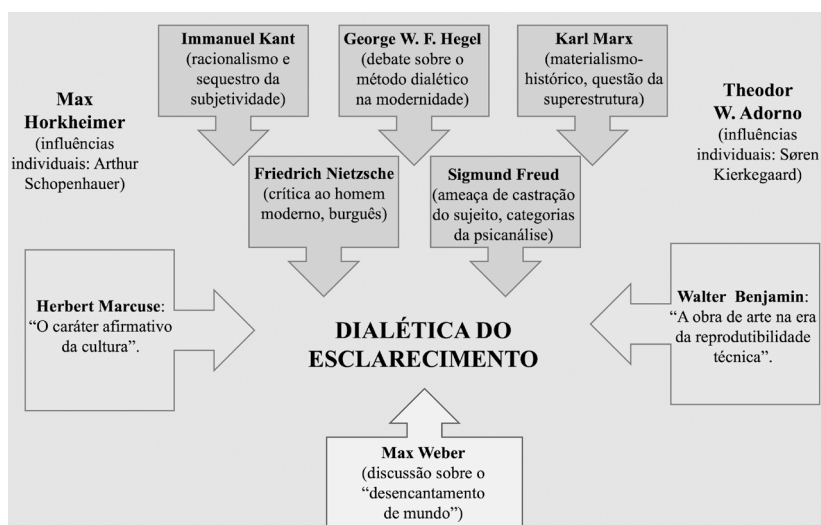 Immanuel Kant
(racionalismo e
sequestro da
subjetividade)
George W. F. Hegel
(debate sobre o
método dialético
na modernidade)
Karl Marx
(materialismo-
histórico, questão da
superestrutura)
Max
Horkheimer
(influências
individuais: Arthur
Schopenhauer)
Theodor
W. Adorno
(influências
individuais: Søren
Kierkegaard)
Friedrich Nietzsche
(crítica ao homem
moderno, burguês)
Sigmund Freud
(ameaça de castração
do sujeito, categorias
da psicanálise)
Herbert Marcuse:
“O caráter afirmativo
da cultura”.
Walter Benjamin:
“A obra de arte na era
da reprodutibilidade
técnica”.
DIALÉTICA DO
ESCLARECIMENTO
Max Weber
(discussão sobre o
“desencantamento
de mundo”)